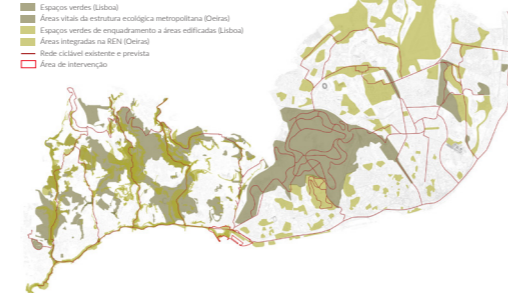 Espaços verdes (Lisboa)
Áreas vitais da estrutura ecológica metropolitana (Oeiras)
Espaços verdes de enquadramento a áreas edificadas (Lisboa)
Áreas integradas na REN (Oeiras)
Rede ciclável existente e prevista
Área de intervenção